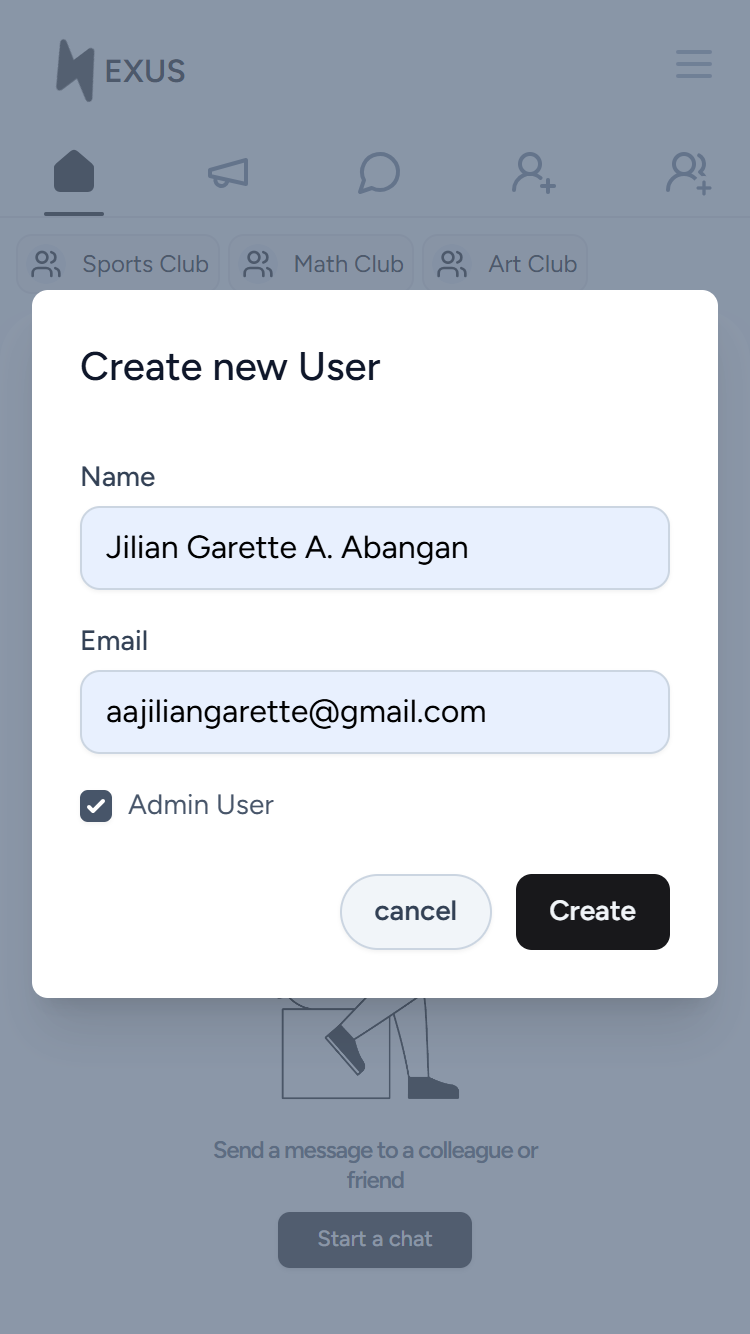 EXUS
Sports Club Math Club Art Club
Create new User
Name
Jilian Garette A. Abangan
Email
aajiliangarette@gmail.com
Admin User
cancel Create
Send a message to a colleague or
friend
Start a chat